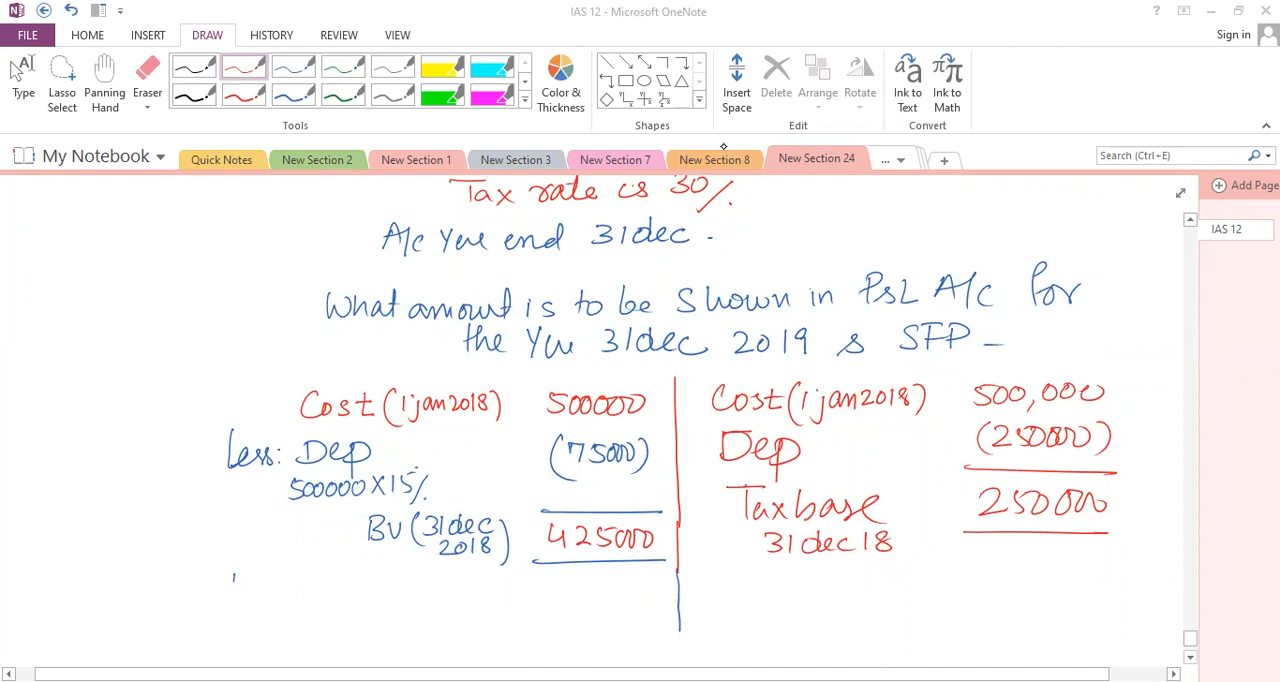 IAS 12 - Microsoft OneNote
?
Sign in
FILE HOME INSERT DRAW HISTORY REVIEW VIEW
Type
Lasso Select
Panning Hand
Eraser
Color & Thickness
Insert Space
Delete
Arrange
Rotate
Ink to Text
Ink to Math
Tools
Shapes
Edit
Convert
My Notebook
Quick Notes
New Section 2
New Section 1
New Section 3
New Section 7
New Section 8
New Section 24
...
Search (Ctrl+E)
Add Page
IAS 12
Tax rate is 30%.
A/c Year end 31dec.
What amount is to be shown in P&L A/c for
the Year 31dec 2019 & SFP -
Cost (1jan2018) 500000
Less: Dep (75000)
500000 X 15%
BV (31dec 2018) 425000
Cost (1jan2018) 500,000
Dep (250000)
Tax base 250000
31dec18